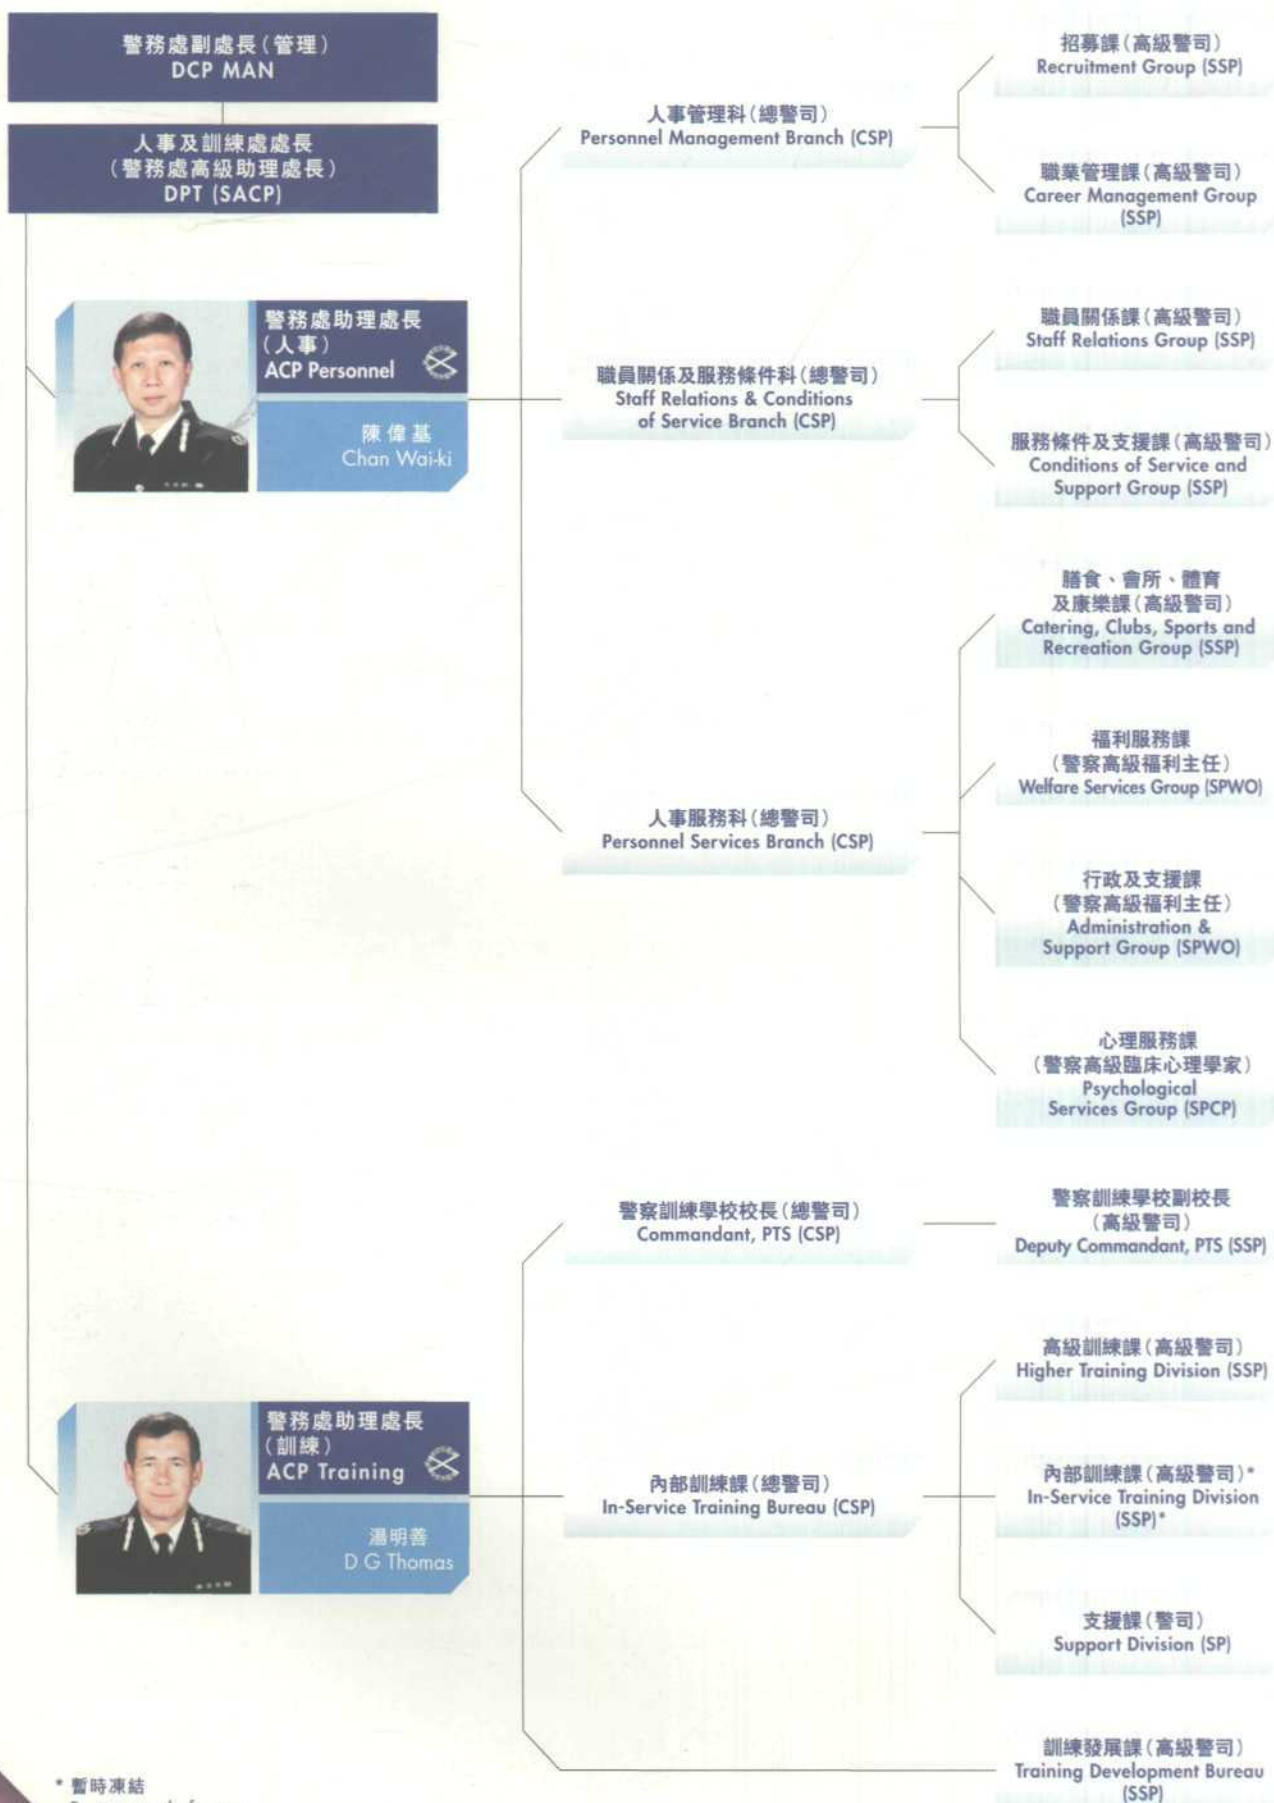 警務處副處長(管理)
DCP MAN
人事及訓練處處長
(警務處高級助理處長)
DPT (SACP)
警務處助理處長
(人事)
ACP Personnel
陳偉基
Chan Wai-ki
人事管理科(總警司)
Personnel Management Branch (CSP)
招募課(高級警司)
Recruitment Group (SSP)
職業管理課(高級警司)
Career Management Group
(SSP)
職員關係及服務條件科(總警司)
Staff Relations & Conditions
of Service Branch (CSP)
職員關係課(高級警司)
Staff Relations Group (SSP)
服務條件及支援課(高級警司)
Conditions of Service and
Support Group (SSP)
人事服務科(總警司)
Personnel Services Branch (CSP)
膳食、會所、體育
及康樂課(高級警司)
Catering, Clubs, Sports and
Recreation Group (SSP)
福利服務課
(警察高級福利主任)
Welfare Services Group (SPWO)
行政及支援課
(警察高級福利主任)
Administration &
Support Group (SPWO)
心理服務課
(警察高級臨床心理學家)
Psychological
Services Group (SPCP)
警務處助理處長
(訓練)
ACP Training
湯明善
D G Thomas
警察訓練學校校長(總警司)
Commandant, PTS (CSP)
警察訓練學校副校長
(高級警司)
Deputy Commandant, PTS (SSP)
內部訓練課(總警司)
In-Service Training Bureau (CSP)
高級訓練課(高級警司)
Higher Training Division (SSP)
內部訓練課(高級警司)*
In-Service Training Division
(SSP)*
支援課(警司)
Support Division (SP)
訓練發展課(高級警司)
Training Development Bureau
(SSP)
* 暫時凍結